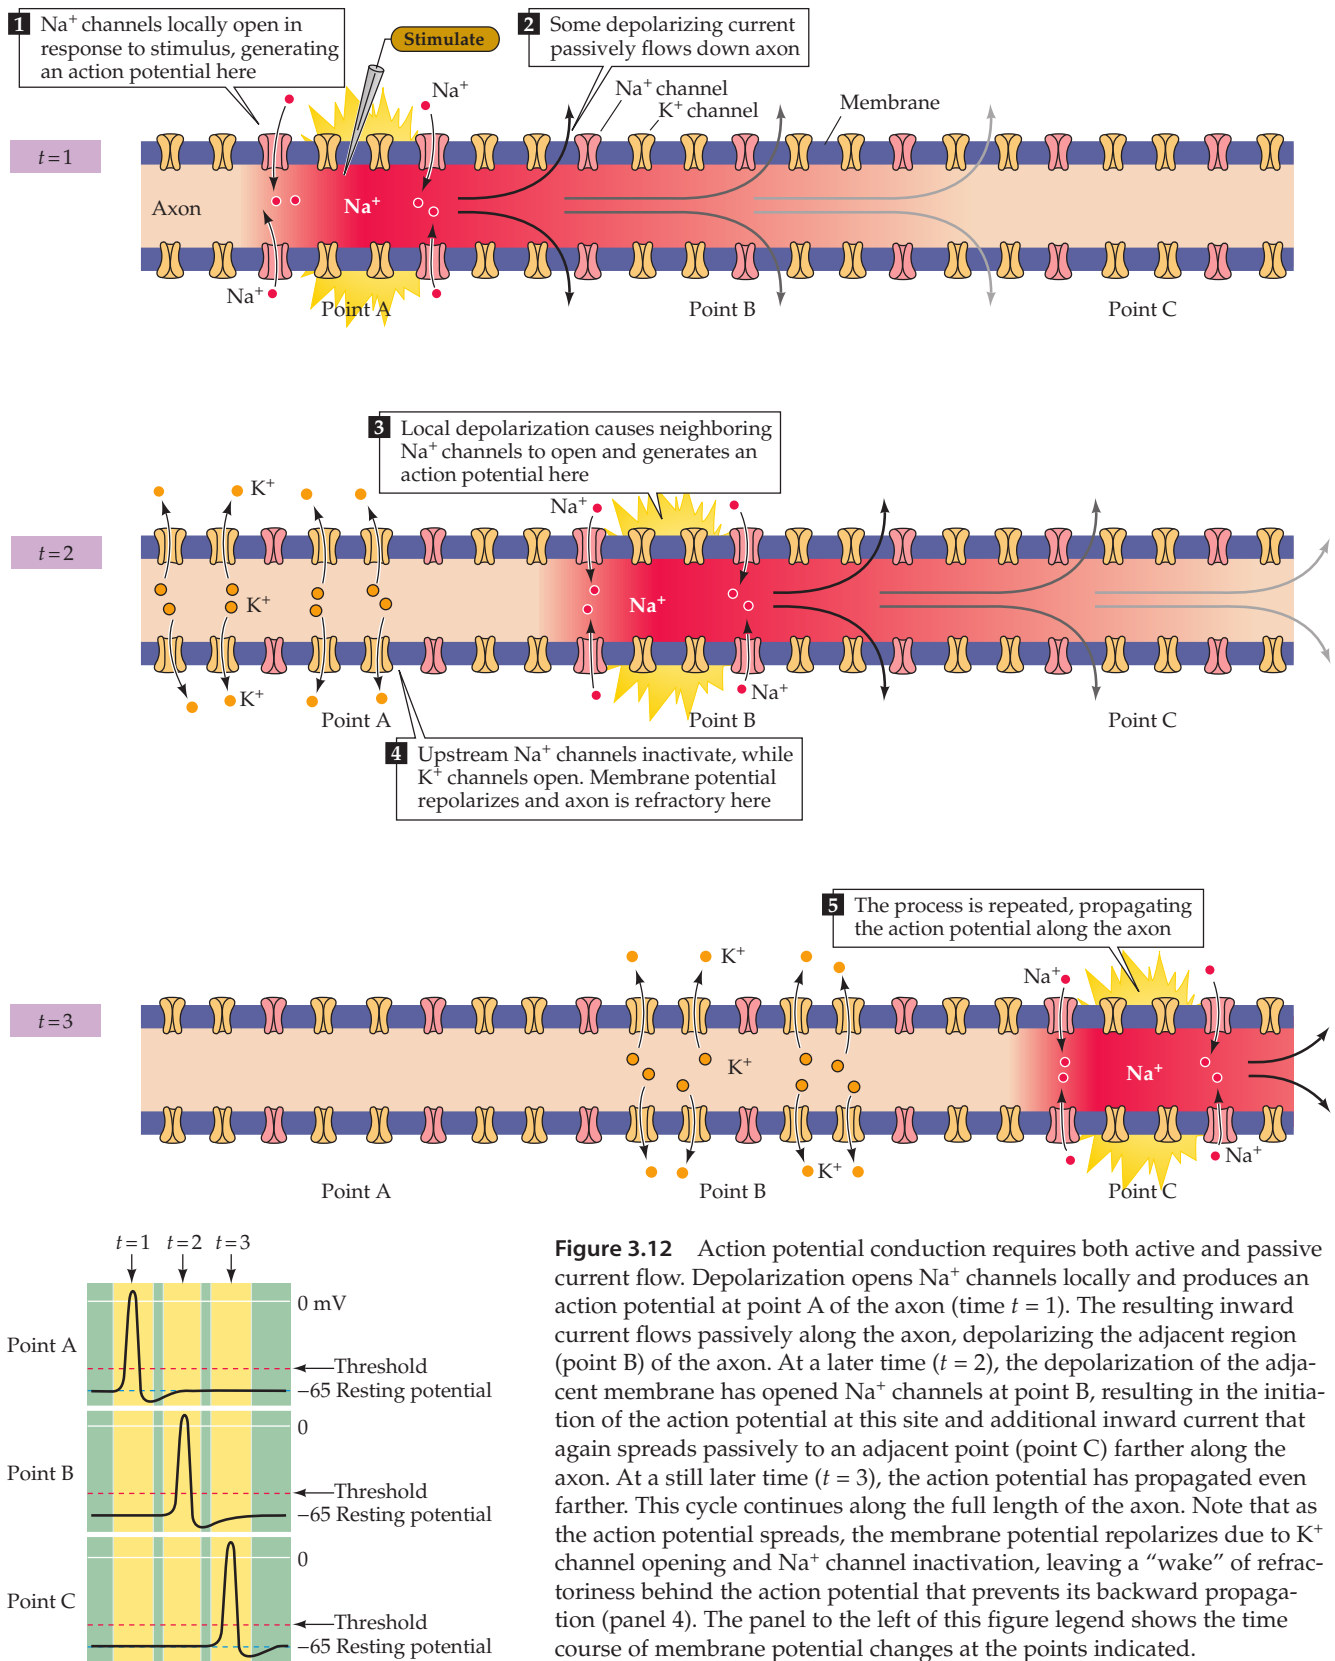 1 Na⁺ channels locally open in
response to stimulus, generating
an action potential here
Stimulate
2 Some depolarizing current
passively flows down axon
Na⁺
Na⁺ channel
K⁺ channel
Membrane
t=1
Axon
Na⁺
Na⁺
Point A
Point B
Point C
3 Local depolarization causes neighboring
Na⁺ channels to open and generates an
action potential here
K⁺
Na⁺
t=2
K⁺
Na⁺
K⁺
Na⁺
Point A
Point B
Point C
4 Upstream Na⁺ channels inactivate, while
K⁺ channels open. Membrane potential
repolarizes and axon is refractory here
5 The process is repeated, propagating
the action potential along the axon
K⁺
Na⁺
t=3
K⁺
Na⁺
K⁺
Na⁺
Point A
Point B
Point C
t=1 t=2 t=3
0 mV
Point A
Threshold
–65 Resting potential
0
Point B
Threshold
–65 Resting potential
0
Point C
Threshold
–65 Resting potential
Figure 3.12 Action potential conduction requires both active and passive
current flow. Depolarization opens Na⁺ channels locally and produces an
action potential at point A of the axon (time t = 1). The resulting inward
current flows passively along the axon, depolarizing the adjacent region
(point B) of the axon. At a later time (t = 2), the depolarization of the adja-
cent membrane has opened Na⁺ channels at point B, resulting in the initia-
tion of the action potential at this site and additional inward current that
again spreads passively to an adjacent point (point C) farther along the
axon. At a still later time (t = 3), the action potential has propagated even
farther. This cycle continues along the full length of the axon. Note that as
the action potential spreads, the membrane potential repolarizes due to K⁺
channel opening and Na⁺ channel inactivation, leaving a “wake” of refrac-
toriness behind the action potential that prevents its backward propaga-
tion (panel 4). The panel to the left of this figure legend shows the time
course of membrane potential changes at the points indicated.